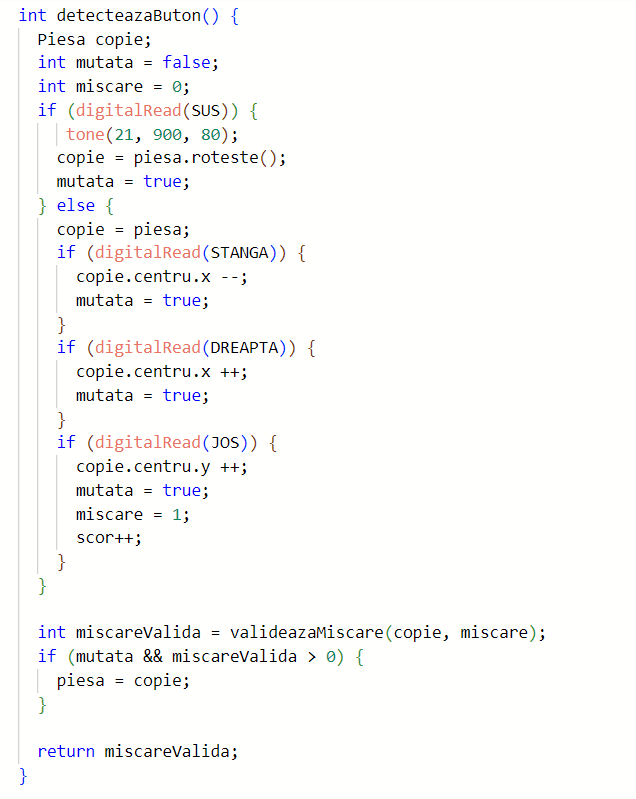 int detecteazaButon() {
  Piesa copie;
  int mutata = false;
  int miscare = 0;
  if (digitalRead(SUS)) {
     tone(21, 900, 80);
    copie = piesa.roteste();
    mutata = true;
  } else {
    copie = piesa;
    if (digitalRead(STANGA)) {
      copie.centru.x --;
      mutata = true;
    }
    if (digitalRead(DREAPTA)) {
      copie.centru.x ++;
      mutata = true;
    }
    if (digitalRead(JOS)) {
      copie.centru.y ++;
      mutata = true;
      miscare = 1;
      scor++;
    }
  }

  int miscareValida = valideazaMiscare(copie, miscare);
  if (mutata && miscareValida > 0) {
    piesa = copie;
  }

  return miscareValida;
}